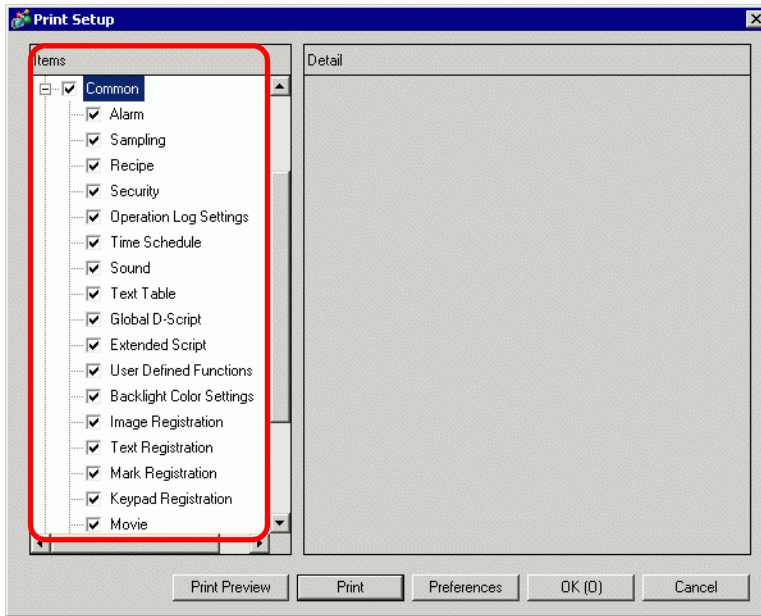 Print Setup
Items
Detail
Common
Alarm
Sampling
Recipe
Security
Operation Log Settings
Time Schedule
Sound
Text Table
Global D-Script
Extended Script
User Defined Functions
Backlight Color Settings
Image Registration
Text Registration
Mark Registration
Keypad Registration
Movie
Print Preview
Print
Preferences
OK (O)
Cancel